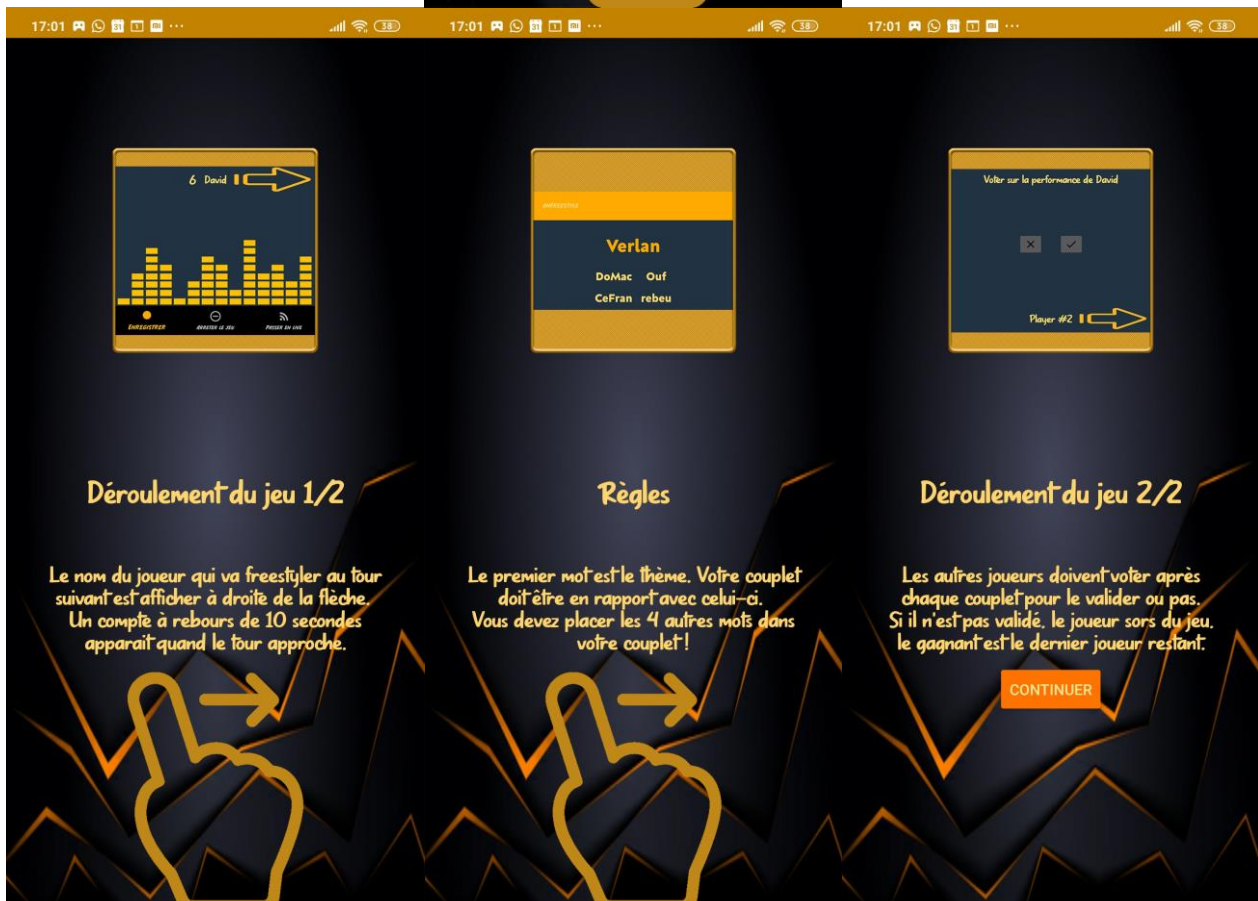 17:01
38
6 David
ENREGISTRER
ARRETER LE JEU
PASSER EN LIVE
Déroulement du jeu 1/2
Le nom du joueur qui va freestyler au tour
suivant est afficher à droite de la flèche.
Un compte à rebours de 10 secondes
apparait quand le tour approche.
17:01
38
Verlan
DoMac Ouf
CeFran rebeu
Règles
Le premier mot est le thème. Votre couplet
doit être en rapport avec celui-ci.
Vous devez placer les 4 autres mots dans
votre couplet !
17:01
38
Voter sur la performance de David
Player #2
Déroulement du jeu 2/2
Les autres joueurs doivent voter après
chaque couplet pour le valider ou pas.
Si il n'est pas validé, le joueur sors du jeu,
le gagnant est le dernier joueur restant.
CONTINUER